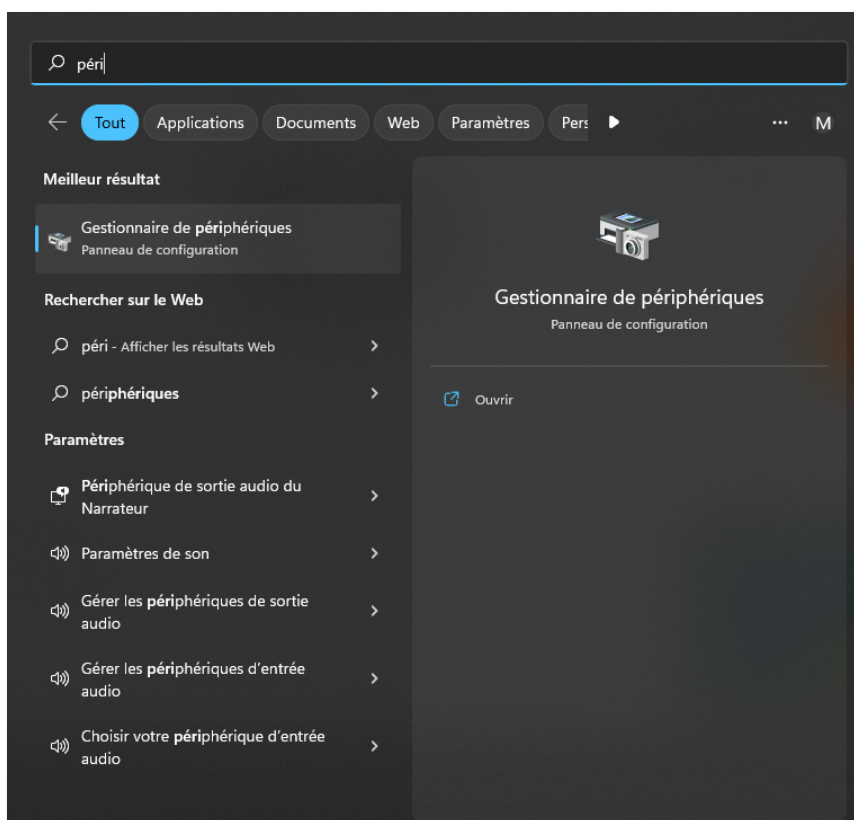 péri
Tout Applications Documents Web Paramètres Pers ... M
Meilleur résultat
Gestionnaire de périphériques
Panneau de configuration
Rechercher sur le Web
péri - Afficher les résultats Web
périphériques
Paramètres
Périphérique de sortie audio du
Narrateur
Paramètres de son
Gérer les périphériques de sortie
audio
Gérer les périphériques d'entrée
audio
Choisir votre périphérique d'entrée
audio
Gestionnaire de périphériques
Panneau de configuration
Ouvrir